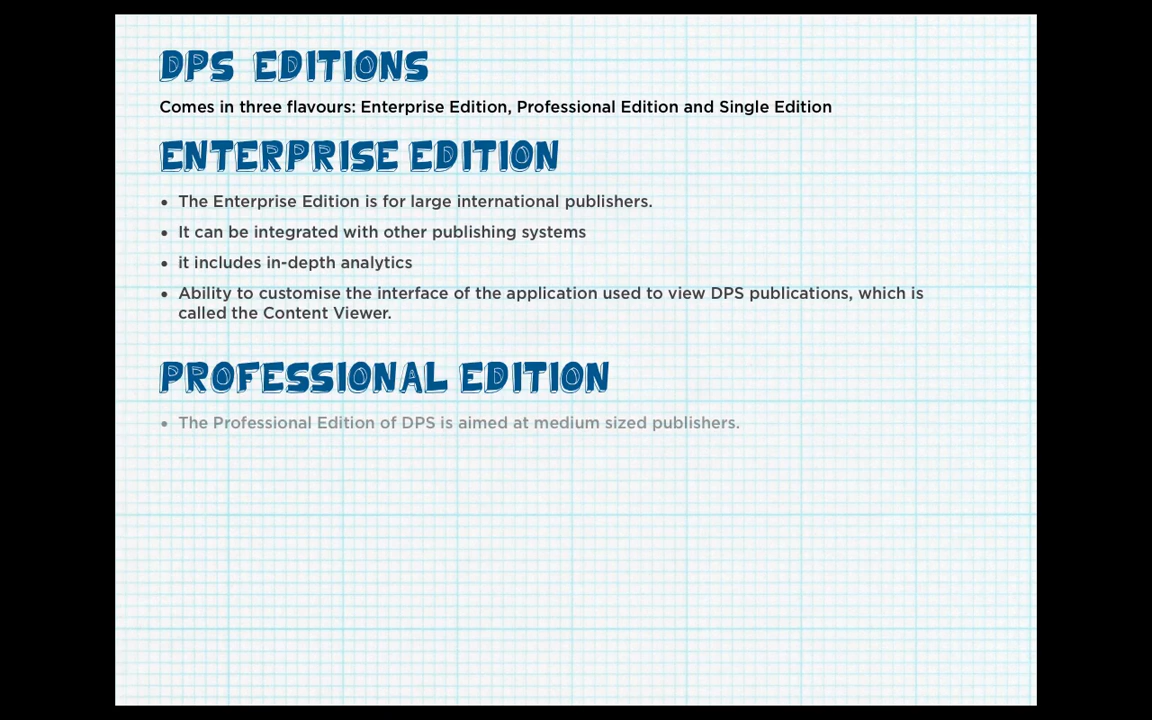 DPS EDITIONS
Comes in three flavours: Enterprise Edition, Professional Edition and Single Edition
ENTERPRISE EDITION
• The Enterprise Edition is for large international publishers.
• It can be integrated with other publishing systems
• it includes in-depth analytics
• Ability to customise the interface of the application used to view DPS publications, which is
called the Content Viewer.
PROFESSIONAL EDITION
• The Professional Edition of DPS is aimed at medium sized publishers.